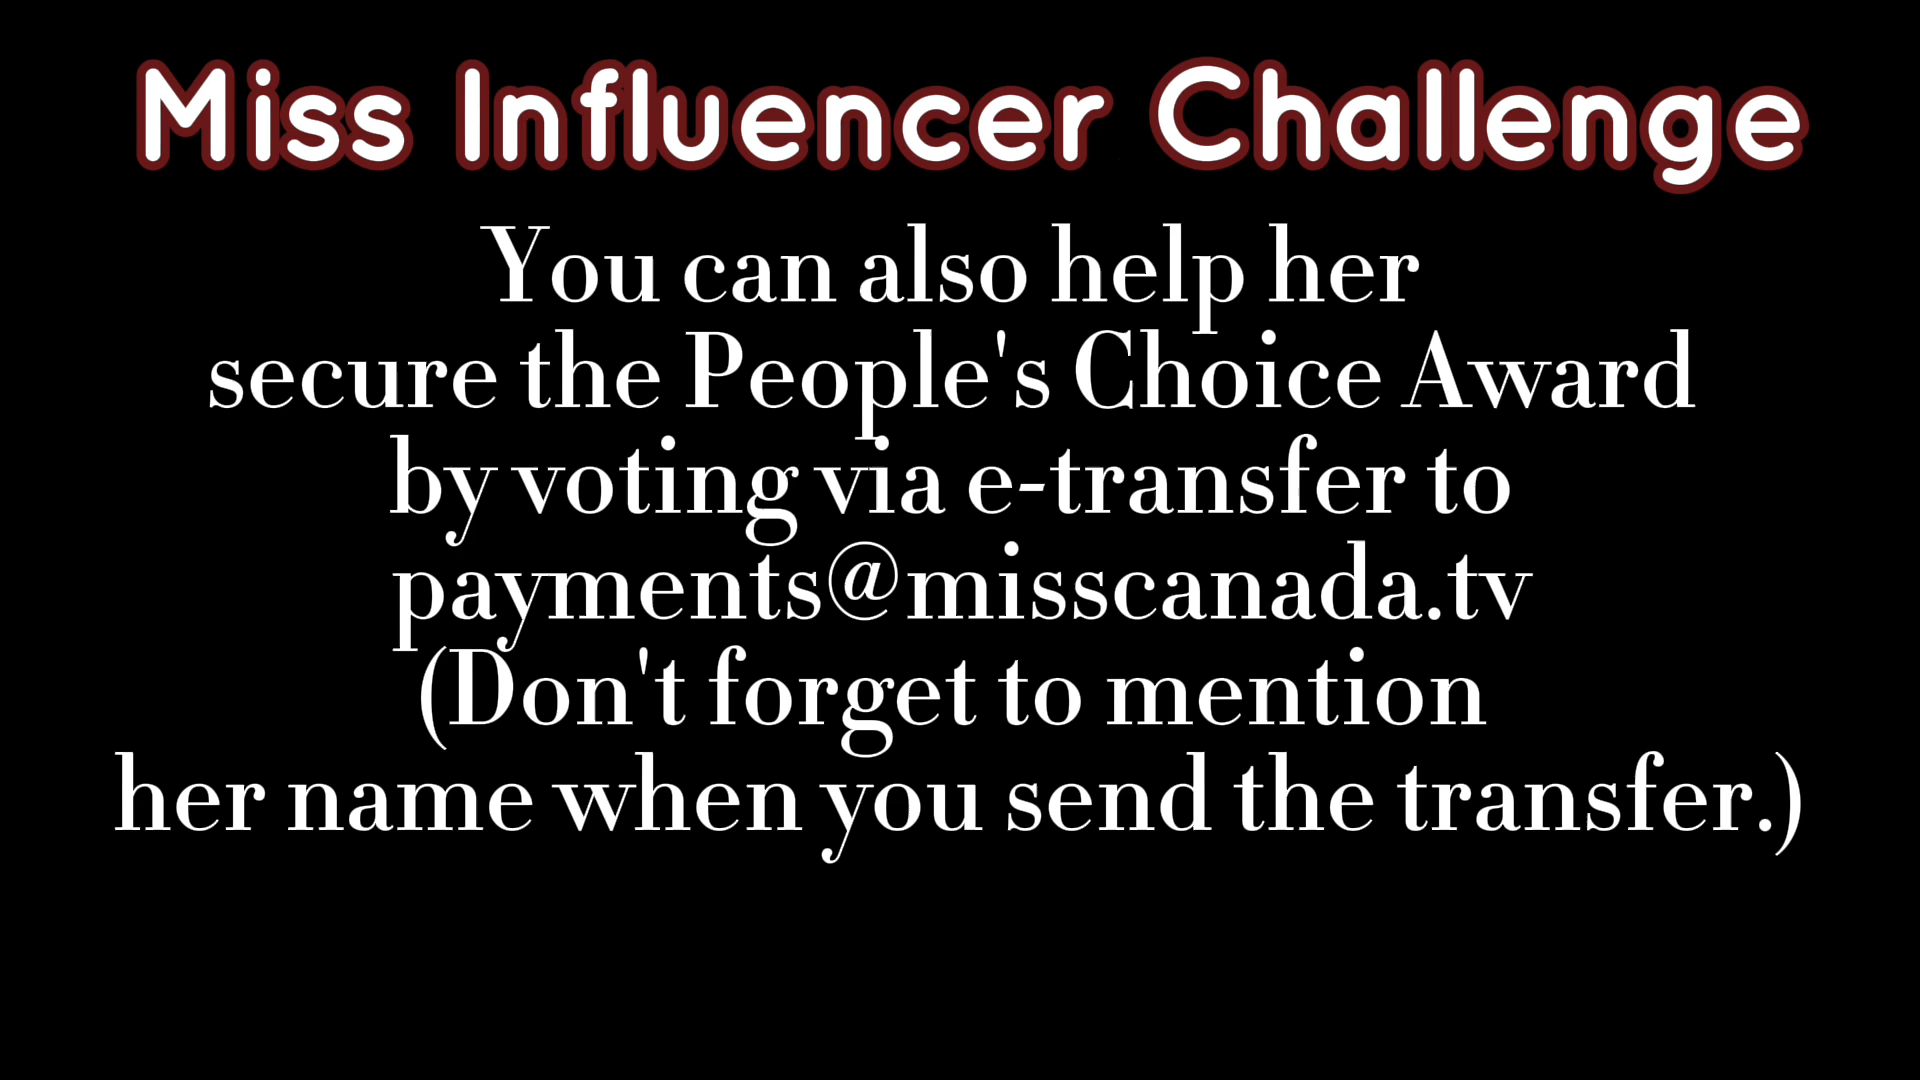 Miss Influencer Challenge
You can also help her
secure the People's Choice Award
by voting via e-transfer to
payments@misscanada.tv
(Don't forget to mention
her name when you send the transfer.)